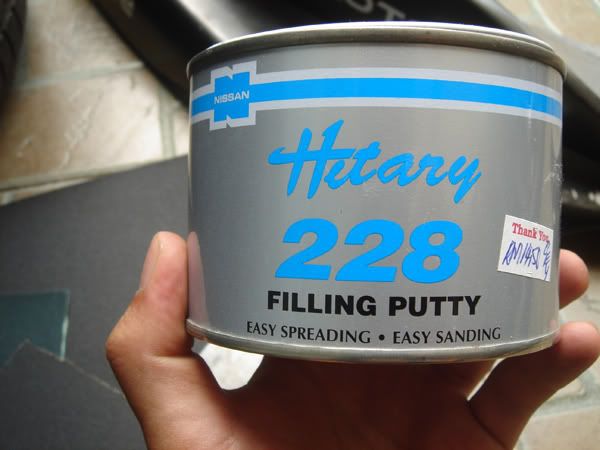 NISSAN
Hitary
228
FILLING PUTTY
EASY SPREADING • EASY SANDING
Thank You